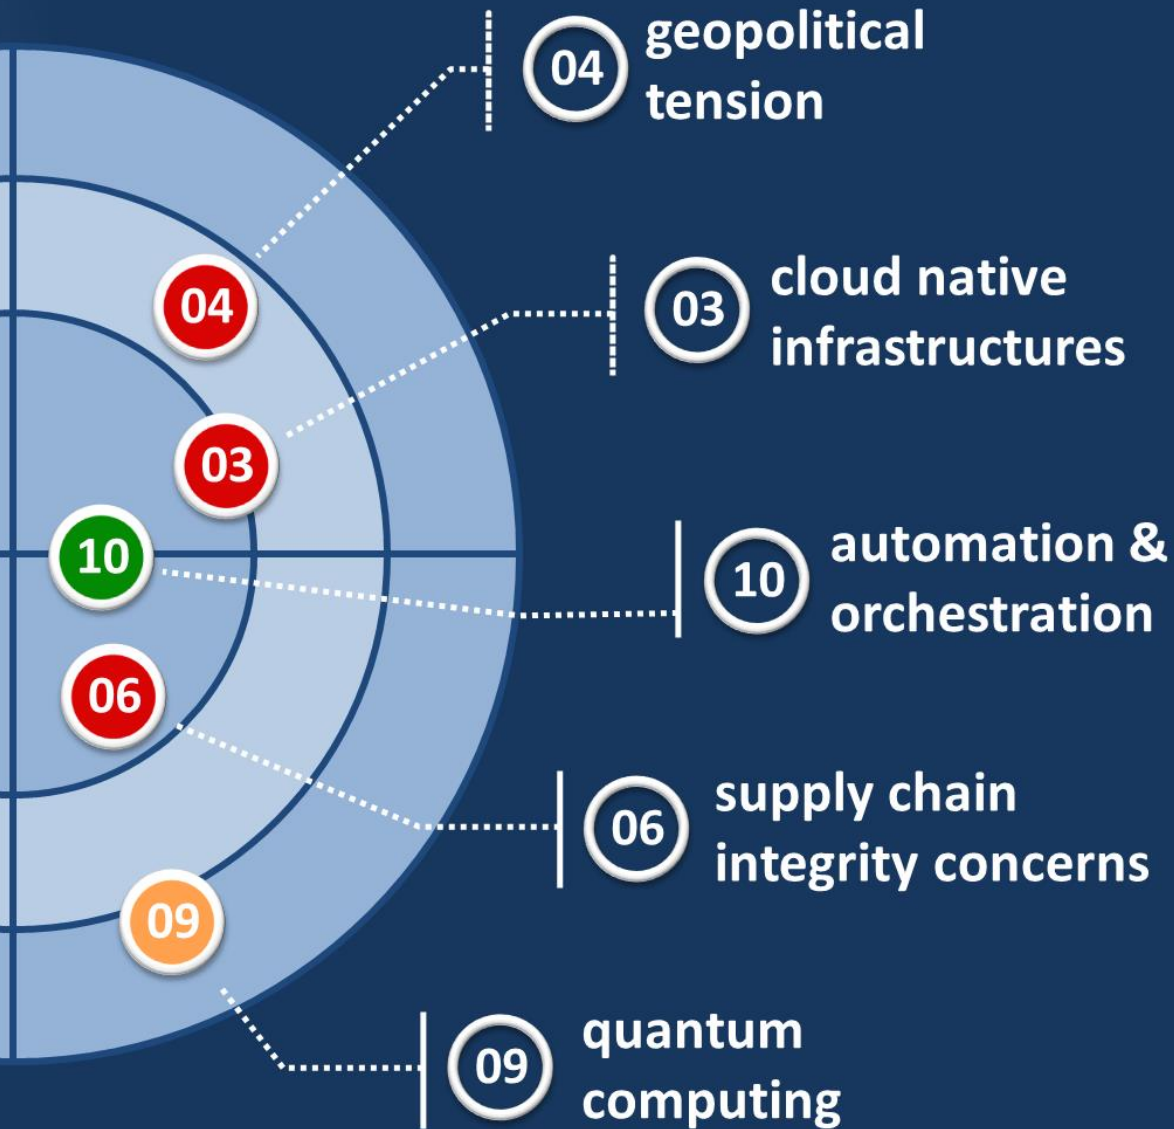 04 geopolitical
tension
04
03 cloud native
infrastructures
03
10 automation &
orchestration
10
06 supply chain
integrity concerns
06
09 quantum
computing
09